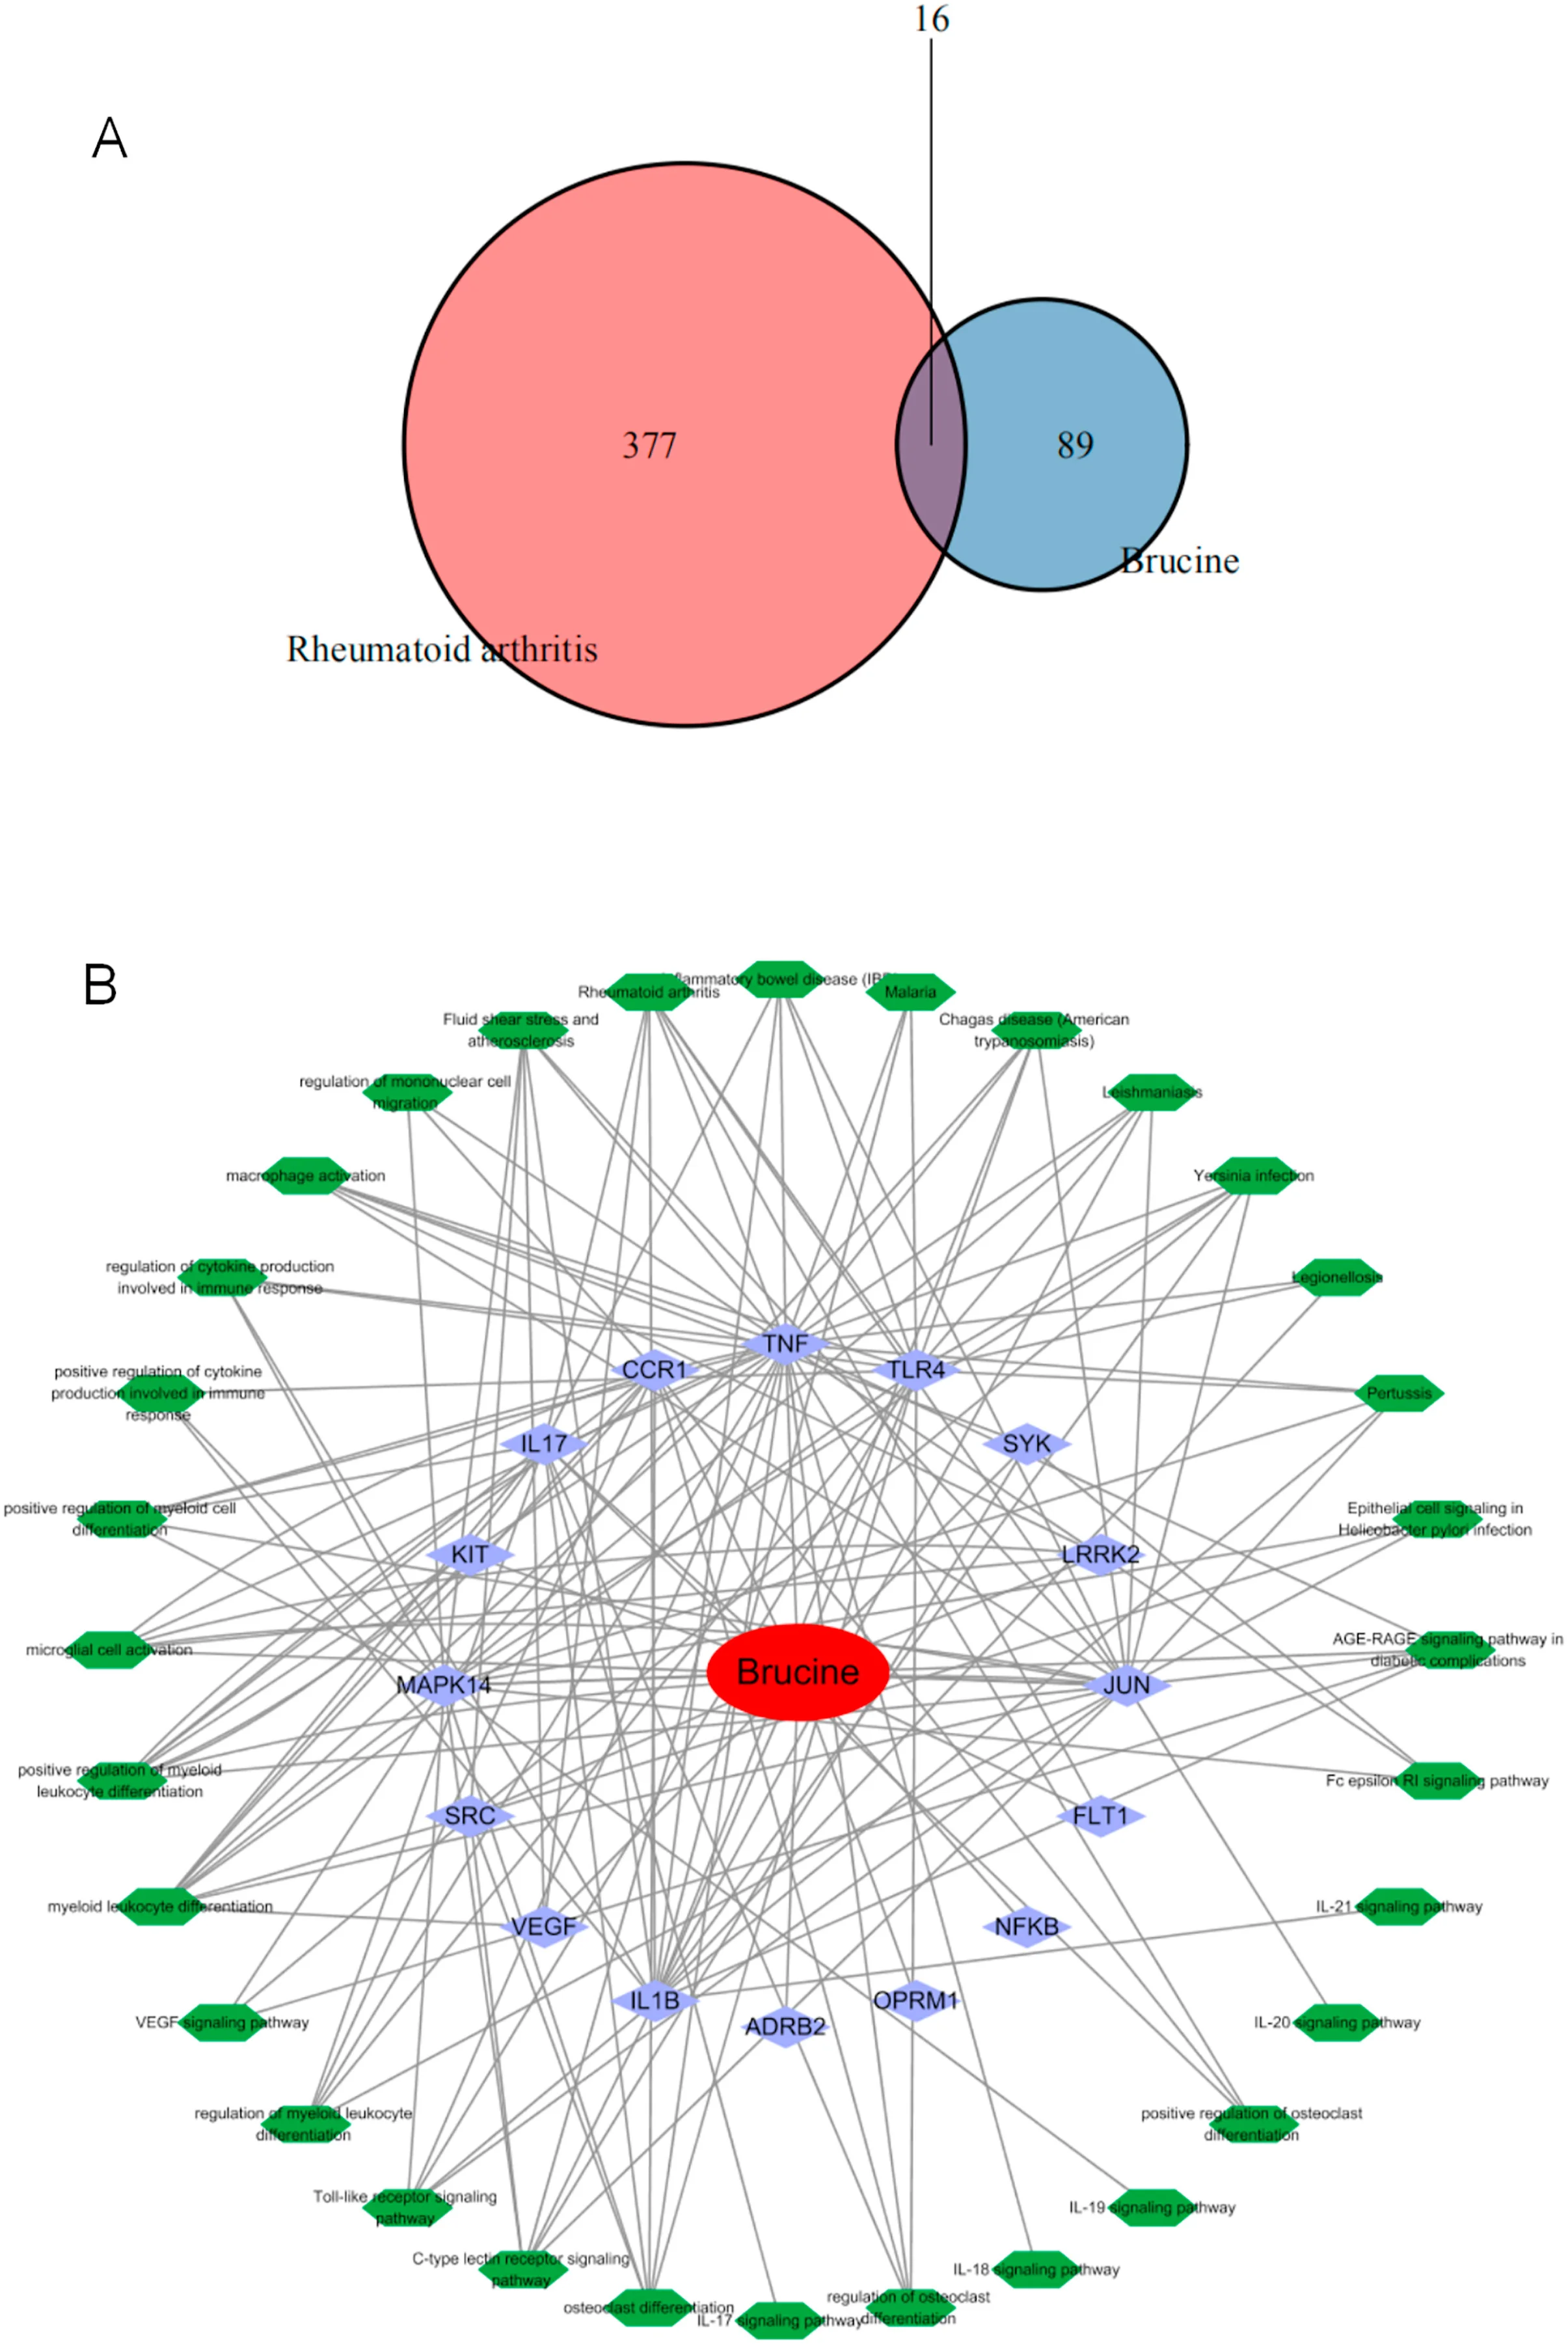 16
A
377
89
Brucine
Rheumatoid arthritis
B
Rheumatoid arthritis
bowel disease
Malaria
Fluid shear stress and
atherosclerosis
Chagas disease (American
trypanosomiasis)
regulation of mononuclear cell
migration
Leishmaniasis
macrophage activation
Yersinia infection
regulation of cytokine production
involved in immune response
Legionellosis
positive regulation of cytokine
production involved in immune
response
Pertussis
TNF
CCR1
TLR4
IL17
SYK
positive regulation of myeloid cell
differentiation
Epithelial cell signaling in
Helicobacter pylori infection
KIT
LRRK2
microglial cell activation
AGE-RAGE signaling pathway in
diabetic complications
Brucine
MAPK14
JUN
positive regulation of myeloid
leukocyte differentiation
Fc epsilon RI signaling pathway
SRC
FLT1
myeloid leukocyte differentiation
IL-21 signaling pathway
VEGF
NFKB
IL1B
OPRM1
ADRB2
VEGF signaling pathway
IL-20 signaling pathway
regulation of myeloid leukocyte
differentiation
positive regulation of osteoclast
differentiation
Toll-like receptor signaling
pathway
IL-19 signaling pathway
C-type lectin receptor signaling
pathway
IL-18 signaling pathway
osteoclast differentiation
IL-17 signaling pathway
regulation of osteoclast
differentiation